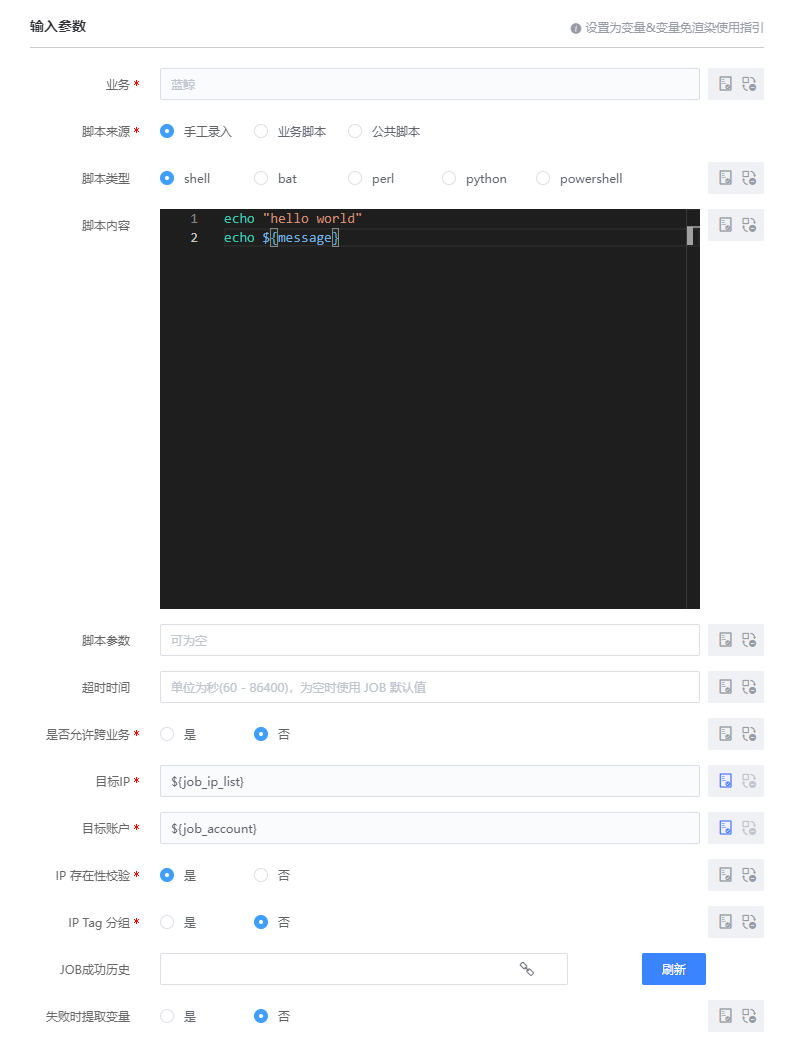 输入参数
设置为变量&变量免渲染使用指引
业务 * 蓝鲸
脚本来源 * 手工录入 业务脚本 公共脚本
脚本类型 shell bat perl python powershell
脚本内容
1 echo "hello world"
2 echo ${message}
脚本参数 可为空
超时时间 单位为秒(60 - 86400)，为空时使用 JOB 默认值
是否允许跨业务 * 是 否
目标IP * ${job_ip_list}
目标账户 * ${job_account}
IP 存在性校验 * 是 否
IP Tag 分组 * 是 否
JOB成功历史 刷新
失败时提取变量 是 否